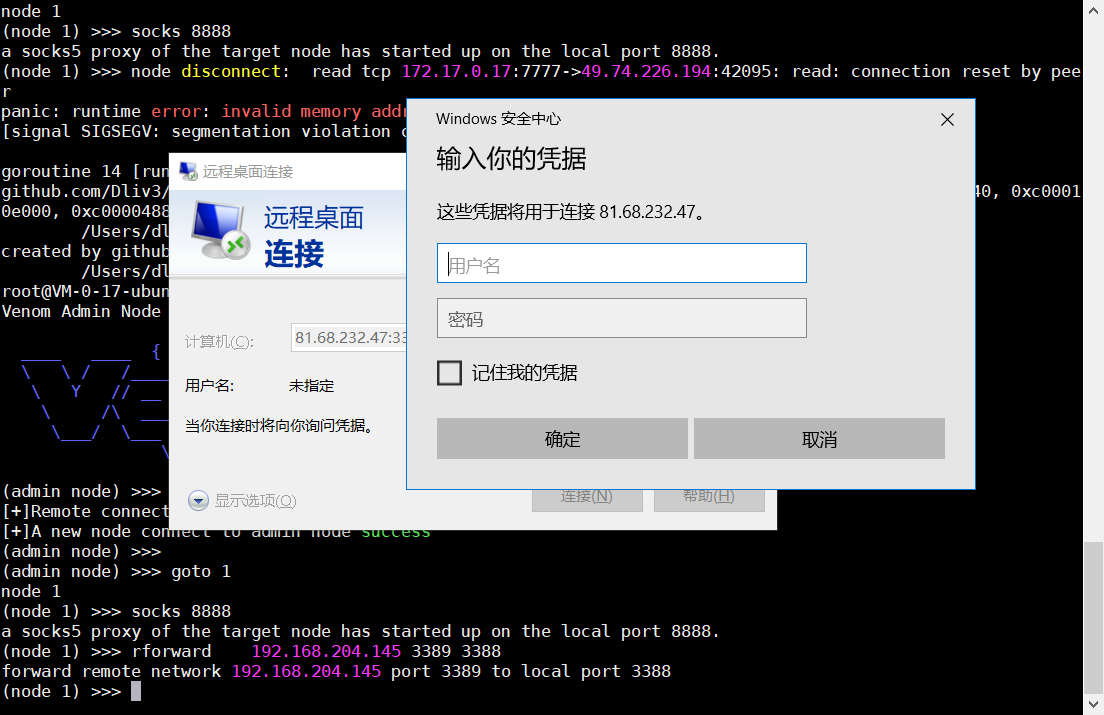 node 1
(node 1) >>> socks 8888
a socks5 proxy of the target node has started up on the local port 8888.
(node 1) >>> node disconnect:  read tcp 172.17.0.17:7777->49.74.226.194:42095: read: connection reset by pee
r
panic: runtime error: invalid memory addr
[signal SIGSEGV: segmentation violation
Windows 安全中心
输入你的凭据
这些凭据将用于连接 81.68.232.47。
用户名
密码
记住我的凭据
确定
取消
goroutine 14 [run
github.com/Dliv3/
40, 0xc0001
0e000, 0xc0000488
/Users/dl
created by github
/Users/dl
root@VM-0-17-ubun
Venom Admin Node
远程桌面连接
远程桌面
连接
计算机(C):
81.68.232.47:33
用户名:
未指定
当你连接时将向你询问凭据。
显示选项(O)
连接(N)
帮助(H)
(admin node) >>>
[+]Remote connect
[+]A new node connect to admin node success
(admin node) >>>
(admin node) >>> goto 1
node 1
(node 1) >>> socks 8888
a socks5 proxy of the target node has started up on the local port 8888.
(node 1) >>> rforward    192.168.204.145 3389 3388
forward remote network 192.168.204.145 port 3389 to local port 3388
(node 1) >>>